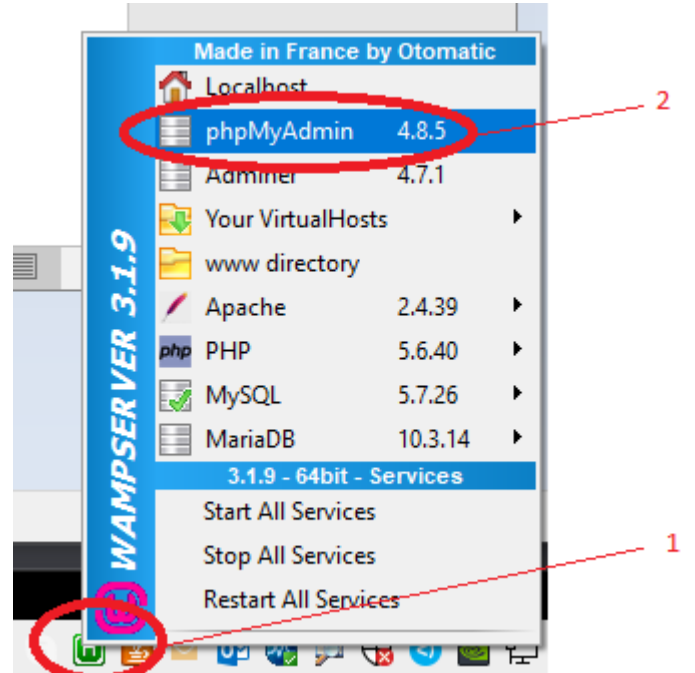 Made in France by Otomatic
Localhost
2
phpMyAdmin 4.8.5
Adminer 4.7.1
Your VirtualHosts
www directory
Apache 2.4.39
php PHP 5.6.40
MySQL 5.7.26
MariaDB 10.3.14
3.1.9 - 64bit - Services
Start All Services
Stop All Services
1
Restart All Services
WAMPSERVER 3.1.9